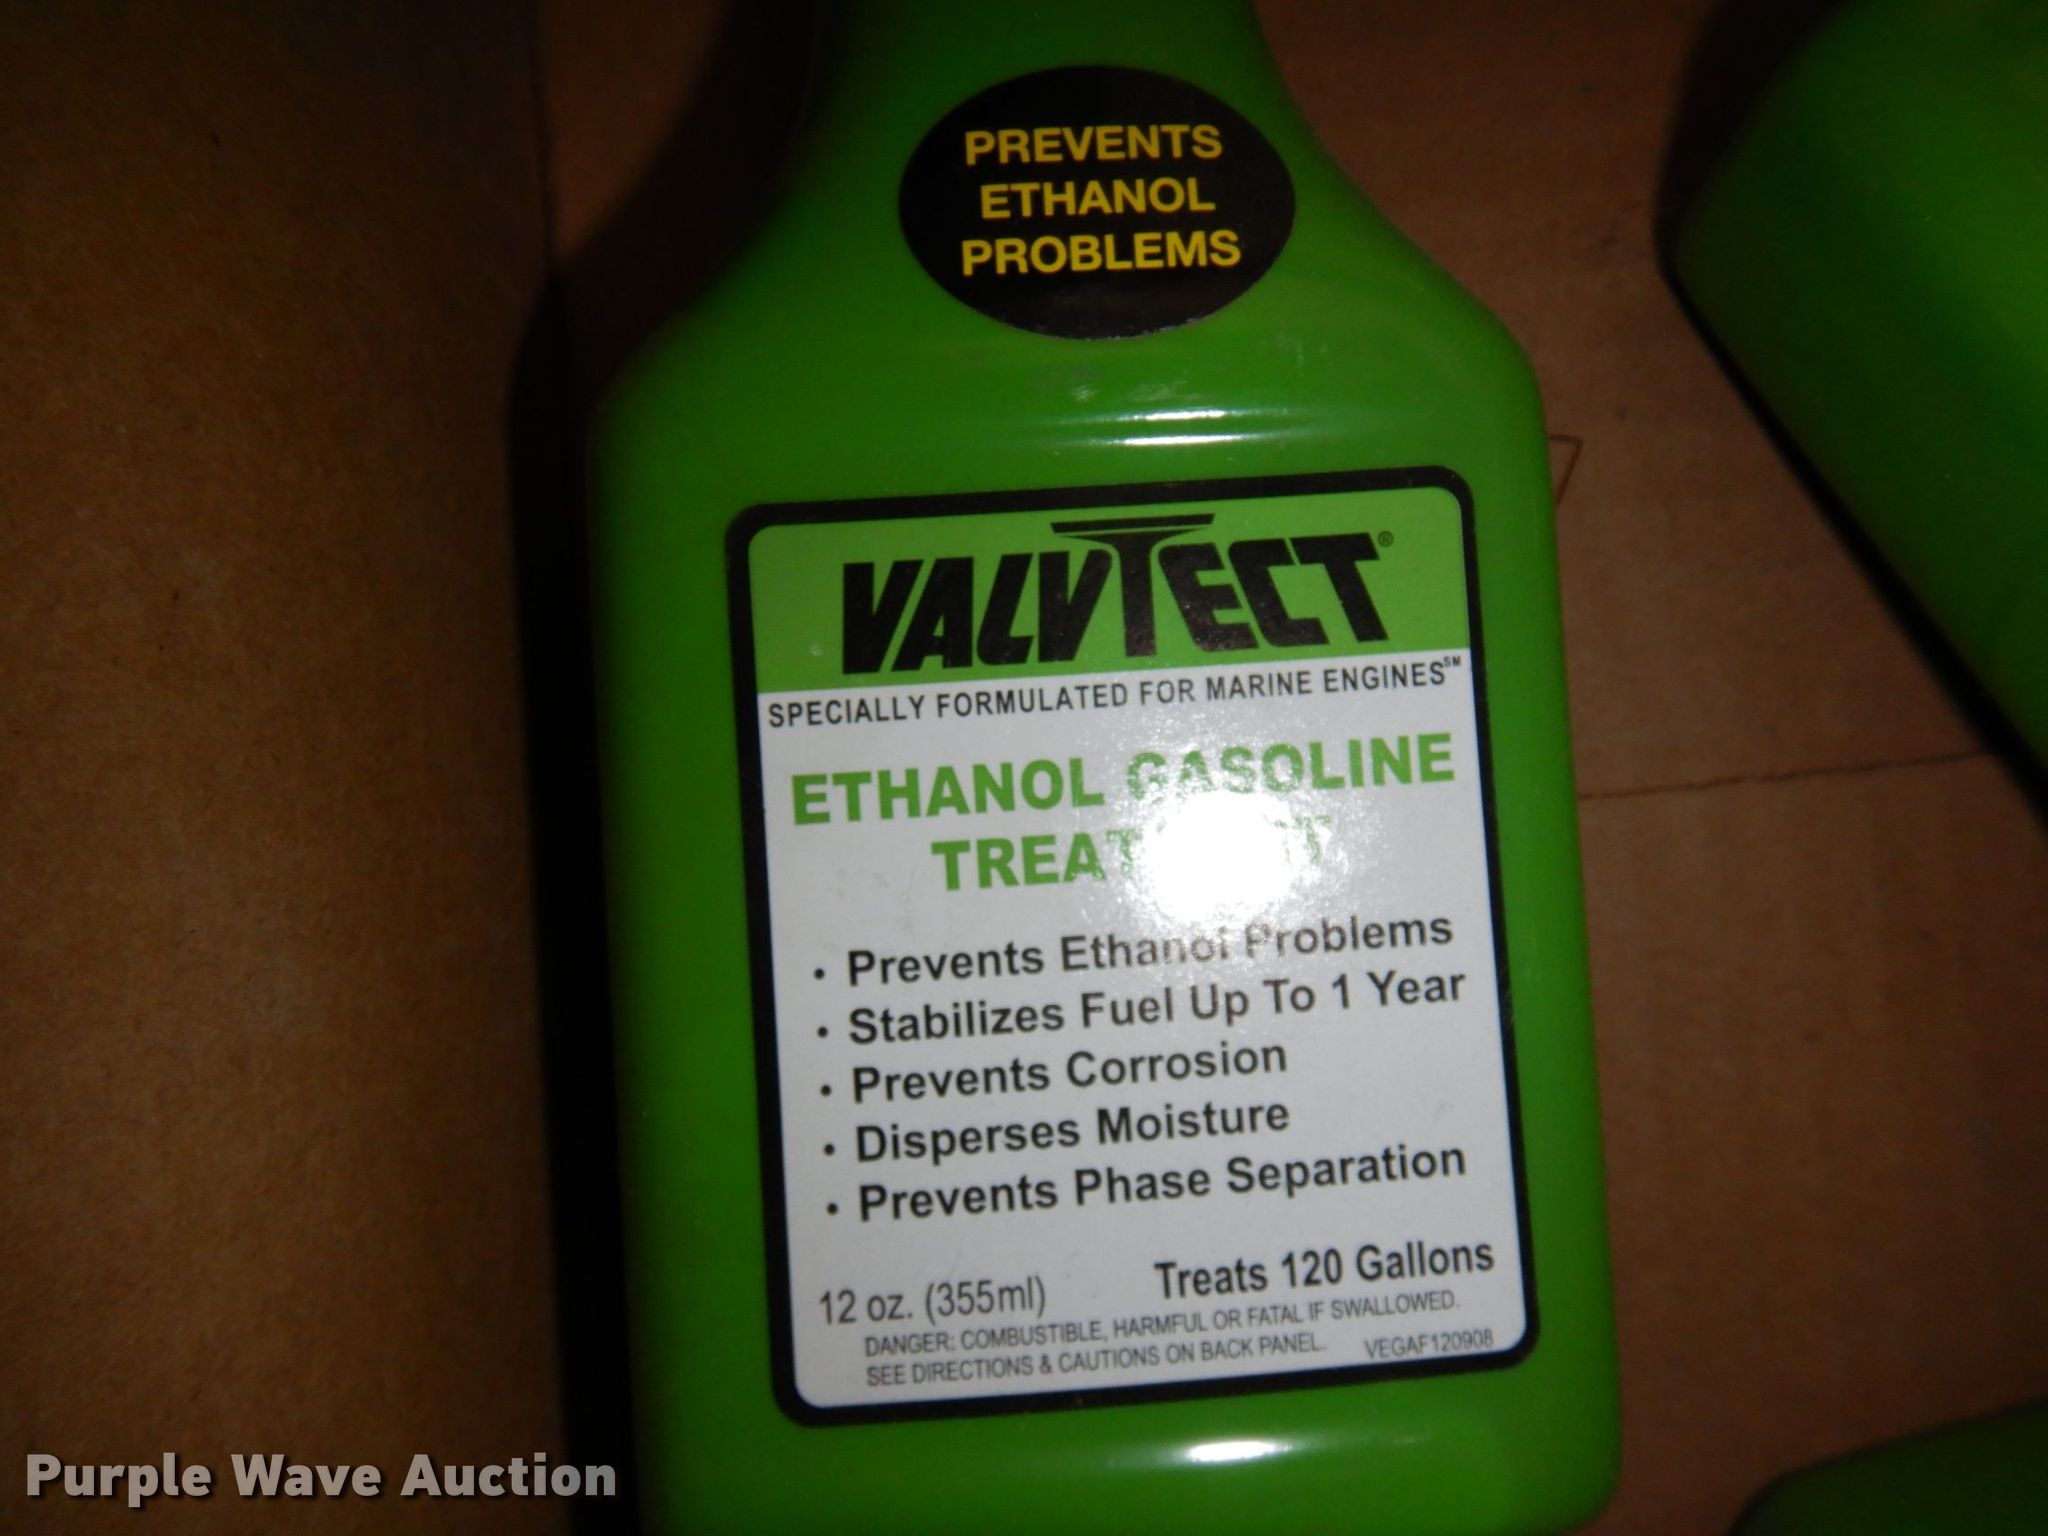 PREVENTS
ETHANOL
PROBLEMS
VALVTECT®
SPECIALLY FORMULATED FOR MARINE ENGINES℠
ETHANOL GASOLINE
TREATMENT
• Prevents Ethanol Problems
• Stabilizes Fuel Up To 1 Year
• Prevents Corrosion
• Disperses Moisture
• Prevents Phase Separation
12 oz. (355ml) Treats 120 Gallons
DANGER: COMBUSTIBLE, HARMFUL OR FATAL IF SWALLOWED.
SEE DIRECTIONS & CAUTIONS ON BACK PANEL. VEGAF120908
Purple Wave Auction